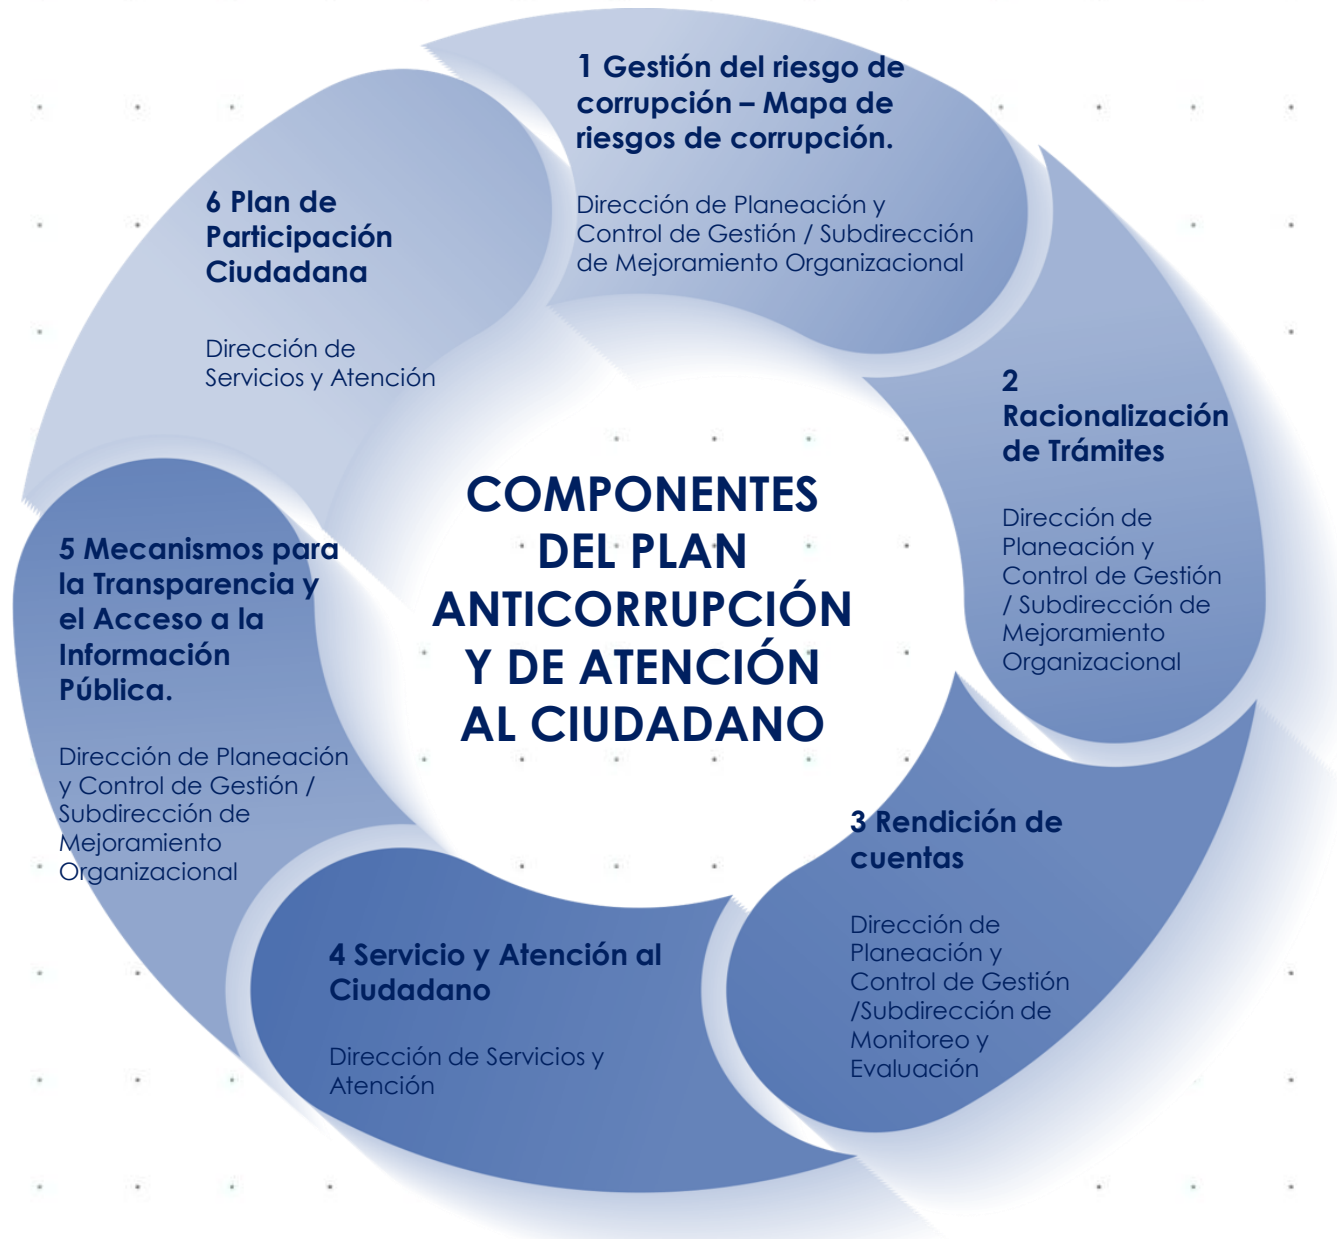 1 Gestión del riesgo de
corrupción – Mapa de
riesgos de corrupción.
Dirección de Planeación y
Control de Gestión / Subdirección
de Mejoramiento Organizacional
2
Racionalización
de Trámites
Dirección de
Planeación y
Control de Gestión
/ Subdirección de
Mejoramiento
Organizacional
3 Rendición de
cuentas
Dirección de
Planeación y
Control de Gestión
/Subdirección de
Monitoreo y
Evaluación
4 Servicio y Atención al
Ciudadano
Dirección de Servicios y
Atención
5 Mecanismos para
la Transparencia y
el Acceso a la
Información
Pública.
Dirección de Planeación
y Control de Gestión /
Subdirección de
Mejoramiento
Organizacional
6 Plan de
Participación
Ciudadana
Dirección de
Servicios y Atención
COMPONENTES
DEL PLAN
ANTICORRUPCIÓN
Y DE ATENCIÓN
AL CIUDADANO